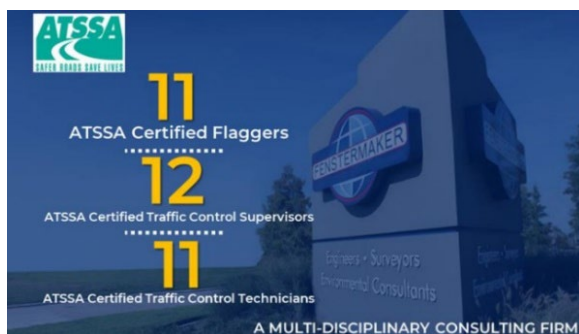 ATSSA
SAFER ROADS SAVE LIVES
11
ATSSA Certified Flaggers
12
ATSSA Certified Traffic Control Supervisors
11
ATSSA Certified Traffic Control Technicians
FENSTERMAKER
Engineers • Surveyors
Environmental Consultants
A MULTI-DISCIPLINARY CONSULTING FIRM